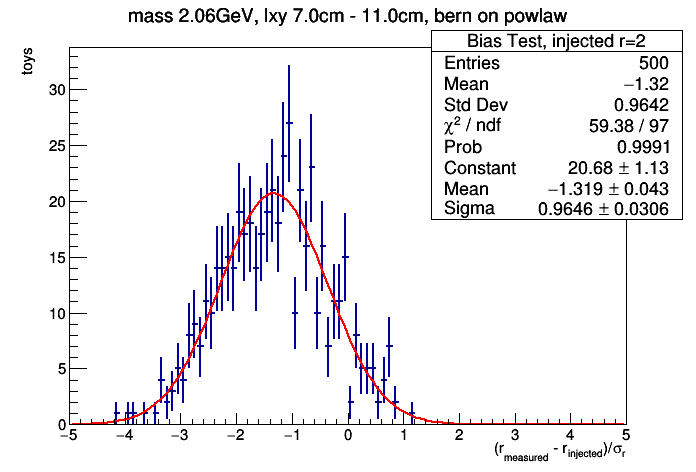 mass 2.06GeV, lxy 7.0cm - 11.0cm, bern on powlaw
Bias Test, injected r=2
Entries 500
Mean −1.32
Std Dev 0.9642
χ² / ndf 59.38 / 97
Prob 0.9991
Constant 20.68 ± 1.13
Mean −1.319 ± 0.043
Sigma 0.9646 ± 0.0306
toys
30
25
20
15
10
5
0
−5 −4 −3 −2 −1 0 1 2 3 4 5
(r_measured - r_injected)/σ_r